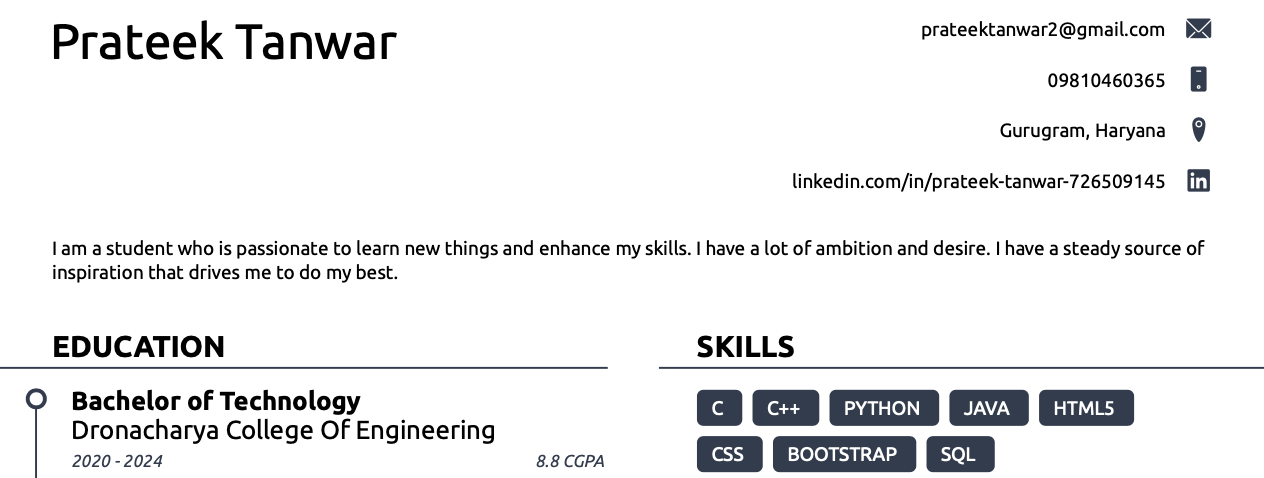 Prateek Tanwar
prateektanwar2@gmail.com
09810460365
Gurugram, Haryana
linkedin.com/in/prateek-tanwar-726509145
I am a student who is passionate to learn new things and enhance my skills. I have a lot of ambition and desire. I have a steady source of
inspiration that drives me to do my best.
EDUCATION
Bachelor of Technology
Dronacharya College Of Engineering
2020 - 2024 8.8 CGPA
SKILLS
C C++ PYTHON JAVA HTML5
CSS BOOTSTRAP SQL